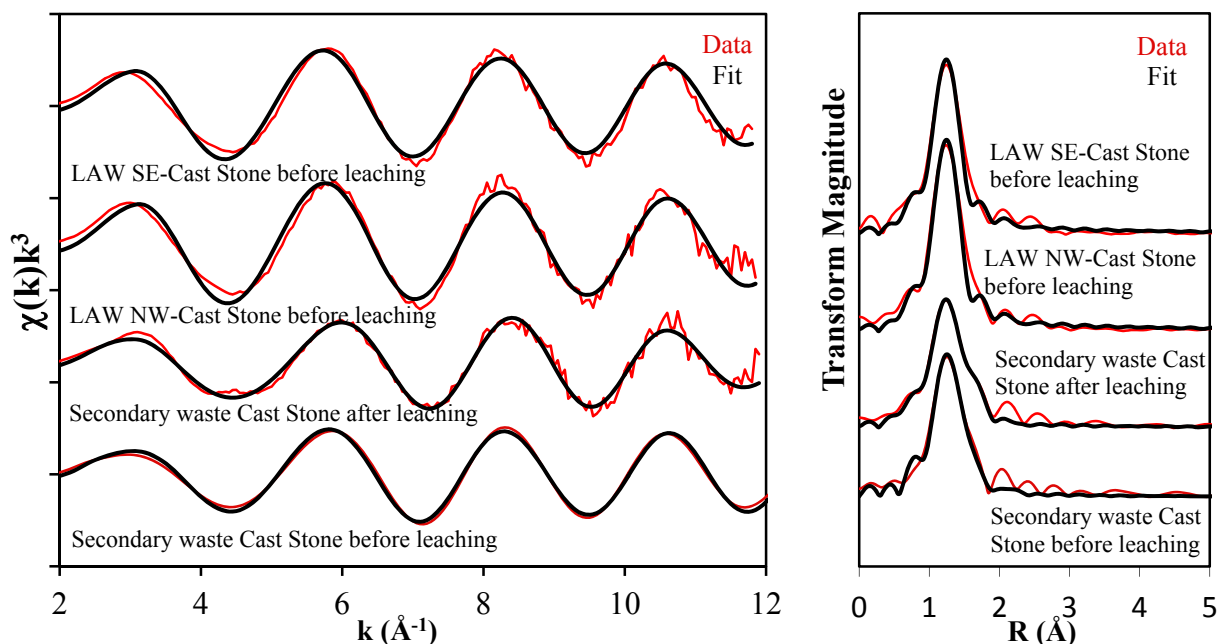 Data
Fit
LAW SE-Cast Stone before leaching
LAW NW-Cast Stone before leaching
Secondary waste Cast Stone after leaching
Secondary waste Cast Stone before leaching
χ(k)k³
2 4 6 8 10 12
k (Å⁻¹)
Data
Fit
LAW SE-Cast Stone
before leaching
LAW NW-Cast Stone
before leaching
Secondary waste Cast
Stone after leaching
Secondary waste Cast
Stone before leaching
Transform Magnitude
0 1 2 3 4 5
R (Å)